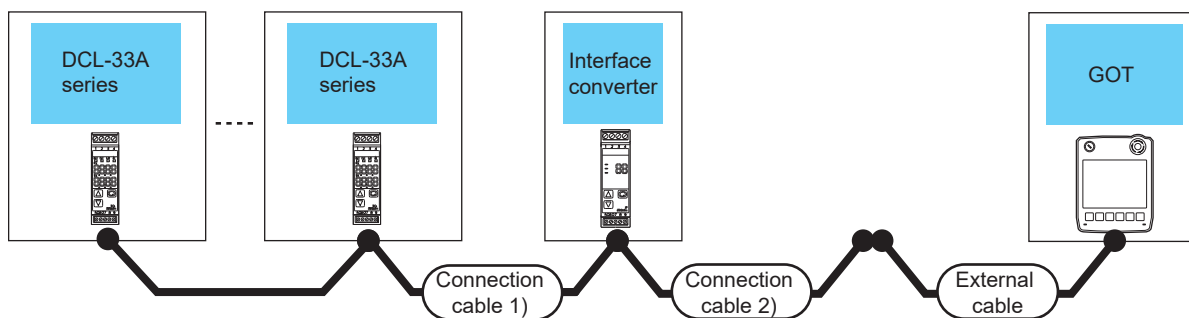 DCL-33A
series
DCL-33A
series
Interface
converter
GOT
Connection
cable 1)
Connection
cable 2)
External
cable